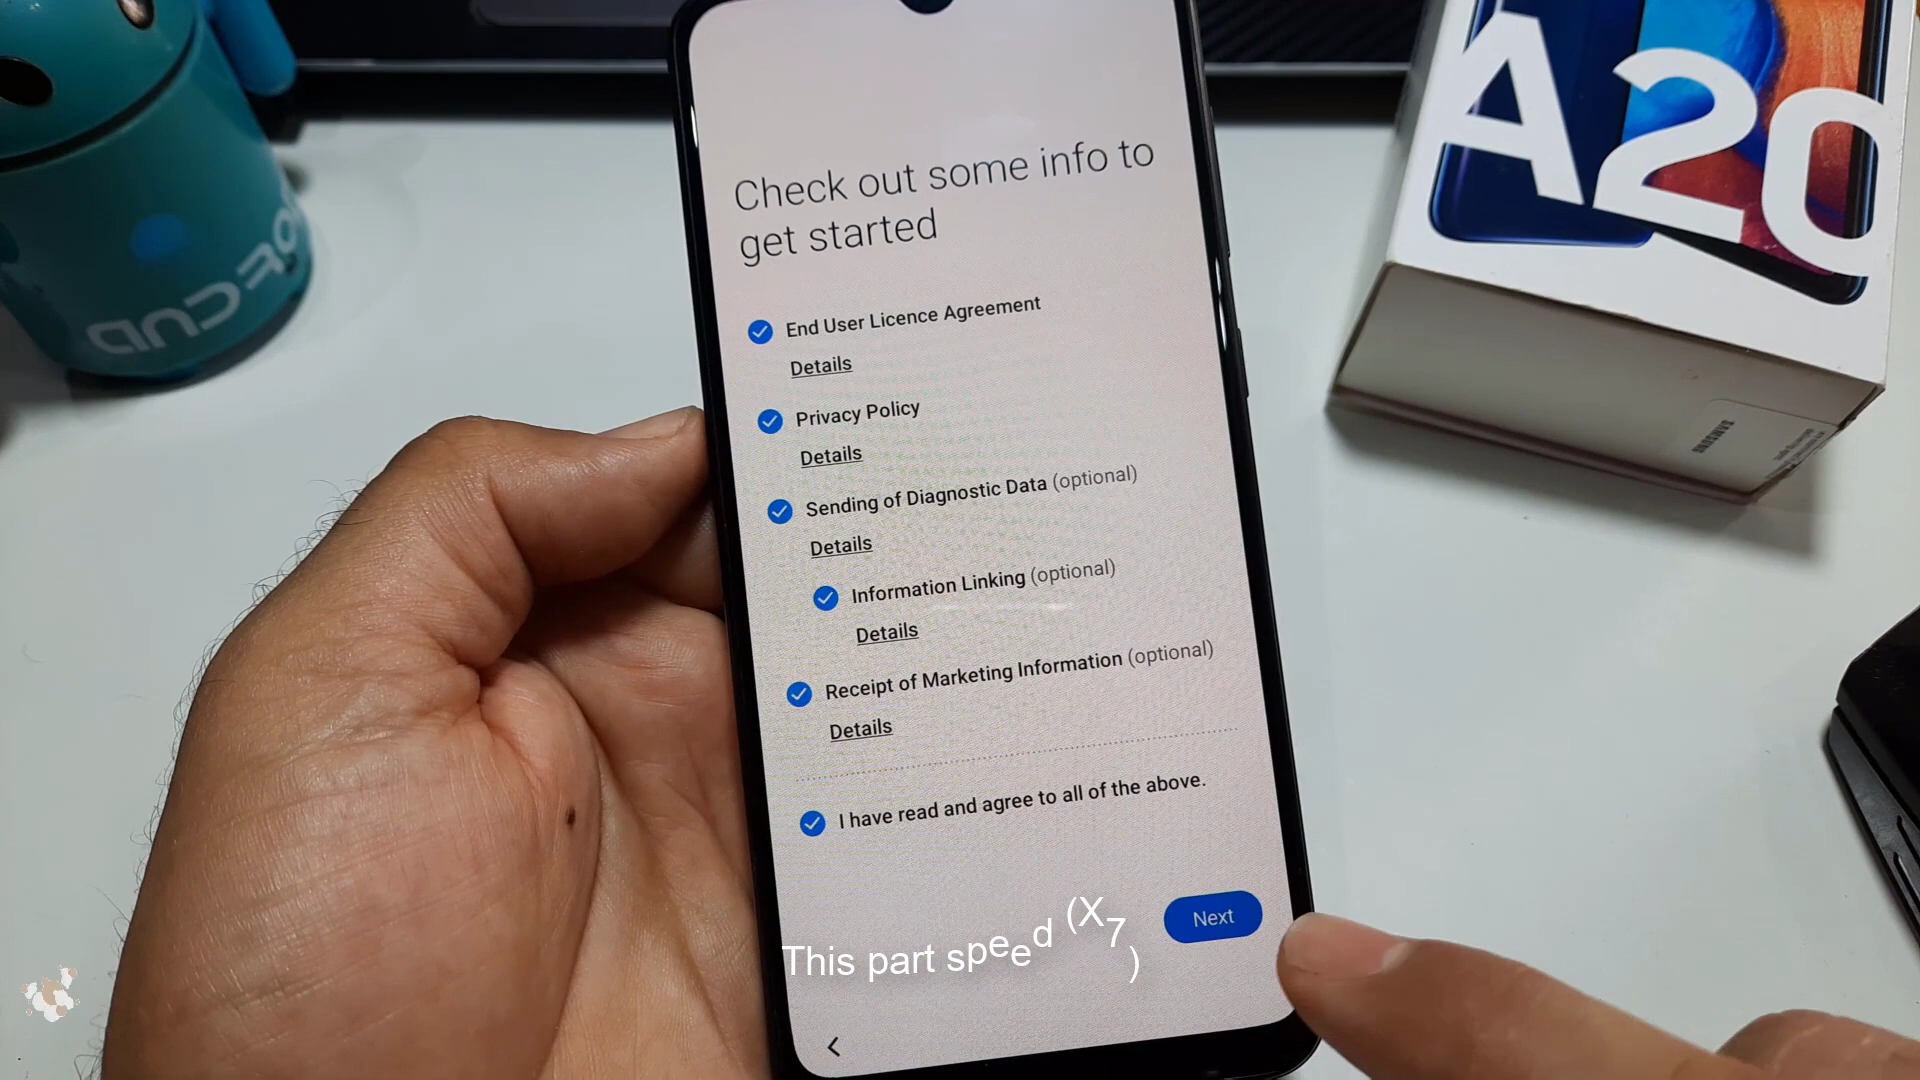 Check out some info to
get started
End User Licence Agreement
Details
Privacy Policy
Details
Sending of Diagnostic Data (optional)
Details
Information Linking (optional)
Details
Receipt of Marketing Information (optional)
Details
I have read and agree to all of the above.
Next
This part speed (X7)
A20
SAMSUNG